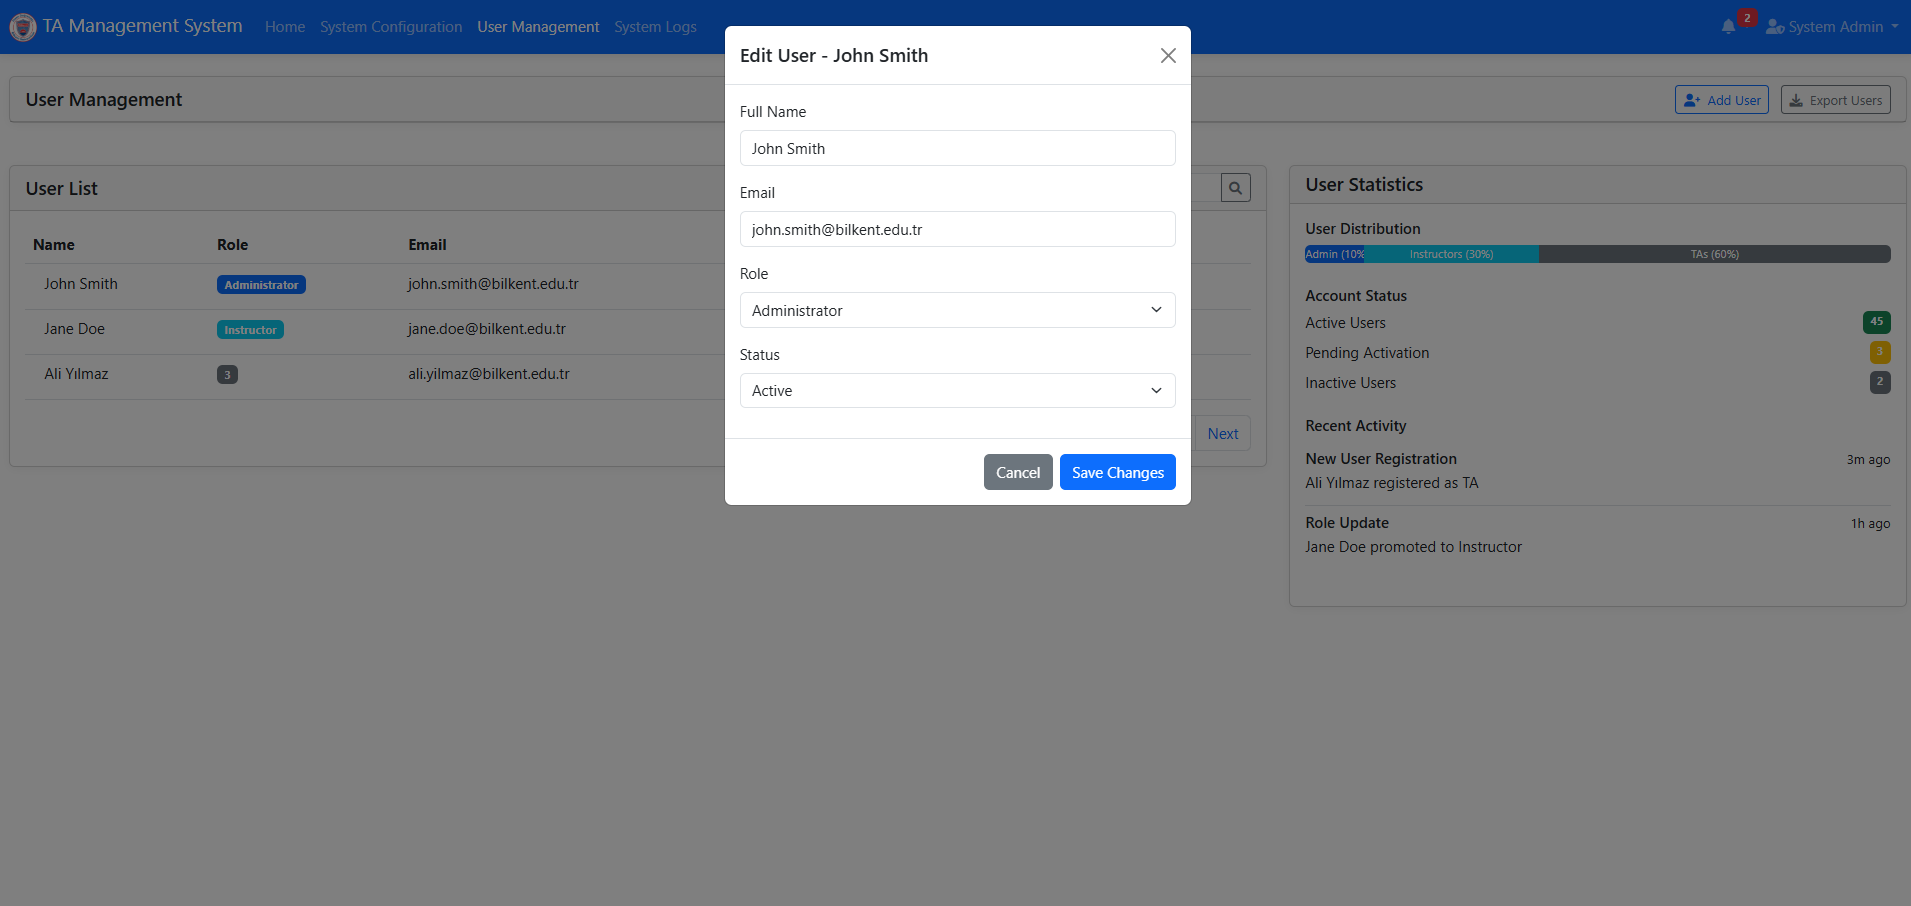 TA Management System
Home System Configuration User Management System Logs
2
System Admin
User Management
Add User
Export Users
User List
Name Role Email
John Smith Administrator john.smith@bilkent.edu.tr
Jane Doe Instructor jane.doe@bilkent.edu.tr
Ali Yılmaz 3 ali.yilmaz@bilkent.edu.tr
Next
Edit User - John Smith
Full Name
John Smith
Email
john.smith@bilkent.edu.tr
Role
Administrator
Status
Active
Cancel Save Changes
User Statistics
User Distribution
Admin (10% Instructors (30%) TAs (60%)
Account Status
Active Users 45
Pending Activation 3
Inactive Users 2
Recent Activity
New User Registration 3m ago
Ali Yılmaz registered as TA
Role Update 1h ago
Jane Doe promoted to Instructor